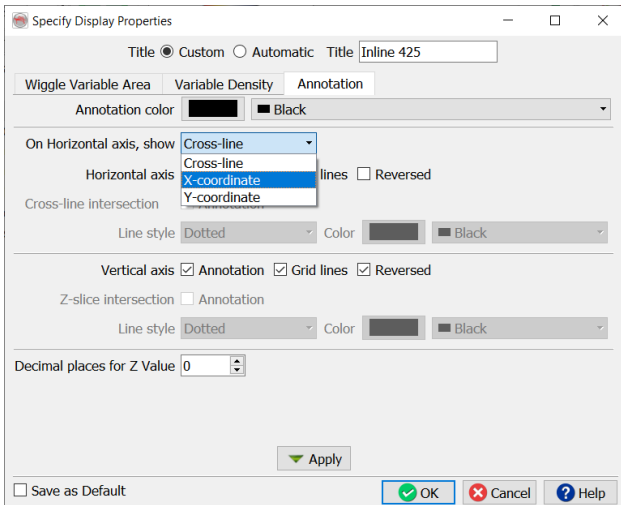 Specify Display Properties
Title Custom Automatic Title Inline 425
Wiggle Variable Area Variable Density Annotation
Annotation color Black
On Horizontal axis, show Cross-line
Cross-line
Horizontal axis X-coordinate lines Reversed
Y-coordinate
Cross-line intersection
Line style Dotted Color Black
Vertical axis Annotation Grid lines Reversed
Z-slice intersection Annotation
Line style Dotted Color Black
Decimal places for Z Value 0
Apply
Save as Default OK Cancel ? Help